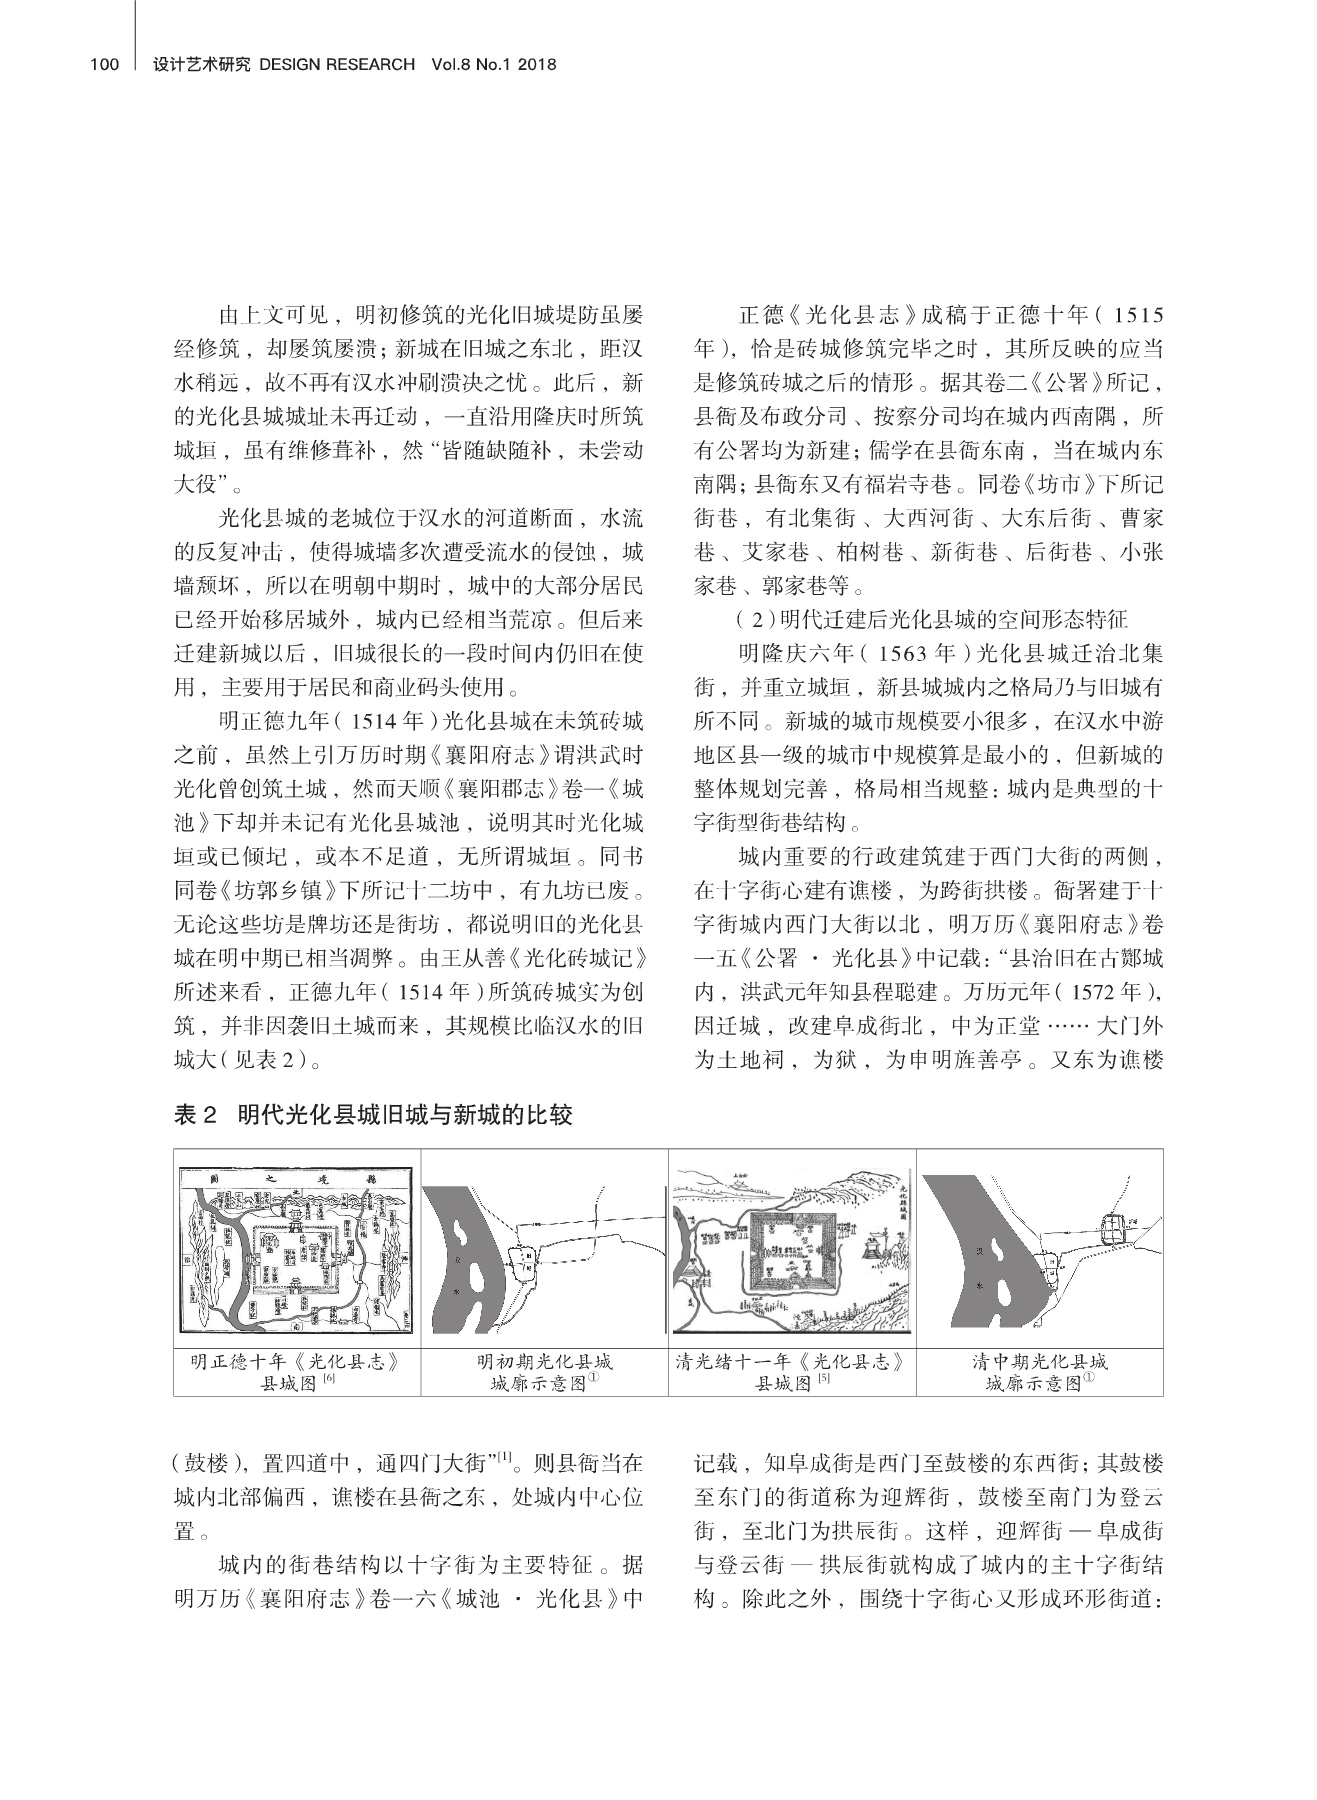 100 设计艺术研究 DESIGN RESEARCH Vol.8 No.1 2018
由上文可见，明初修筑的光化旧城堤防虽屡
经修筑，却屡筑屡溃；新城在旧城之东北，距汉
水稍远，故不再有汉水冲刷溃决之忧。此后，新
的光化县城城址未再迁动，一直沿用隆庆时所筑
城垣，虽有维修葺补，然“皆随缺随补，未尝动
大役”。
光化县城的老城位于汉水的河道断面，水流
的反复冲击，使得城墙多次遭受流水的侵蚀，城
墙颓坏，所以在明朝中期时，城中的大部分居民
已经开始移居城外，城内已经相当荒凉。但后来
迁建新城以后，旧城很长的一段时间内仍旧在使
用，主要用于居民和商业码头使用。
明正德九年（1514 年）光化县城在未筑砖城
之前，虽然上引万历时期《襄阳府志》谓洪武时
光化曾创筑土城，然而天顺《襄阳郡志》卷一《城
池》下却并未记有光化县城池，说明其时光化城
垣或已倾圮，或本不足道，无所谓城垣。同书
同卷《坊郭乡镇》下所记十二坊中，有九坊已废。
无论这些坊是牌坊还是街坊，都说明旧的光化县
城在明中期已相当凋弊。由王从善《光化砖城记》
所述来看，正德九年（1514 年）所筑砖城实为创
筑，并非因袭旧土城而来，其规模比临汉水的旧
城大（见表 2）。
正德《光化县志》成稿于正德十年（1515
年），恰是砖城修筑完毕之时，其所反映的应当
是修筑砖城之后的情形。据其卷二《公署》所记，
县衙及布政分司、按察分司均在城内西南隅，所
有公署均为新建；儒学在县衙东南，当在城内东
南隅；县衙东又有福岩寺巷。同卷《坊市》下所记
街巷，有北集街、大西河街、大东后街、曹家
巷、艾家巷、柏树巷、新街巷、后街巷、小张
家巷、郭家巷等。
（2）明代迁建后光化县城的空间形态特征
明隆庆六年（1563 年）光化县城迁治北集
街，并重立城垣，新县城城内之格局乃与旧城有
所不同。新城的城市规模要小很多，在汉水中游
地区县一级的城市中规模算是最小的，但新城的
整体规划完善，格局相当规整：城内是典型的十
字街型街巷结构。
城内重要的行政建筑建于西门大街的两侧，
在十字街心建有谯楼，为跨街拱楼。衙署建于十
字街城内西门大街以北，明万历《襄阳府志》卷
一五《公署 · 光化县》中记载：“县治旧在古酂城
内，洪武元年知县程聪建。万历元年（1572 年），
因迁城，改建阜成街北，中为正堂 …… 大门外
为土地祠，为狱，为申明旌善亭。又东为谯楼
表 2 明代光化县城旧城与新城的比较
圖 之 境 縣
光化縣城圖
汉
水
汉
水
明正德十年《光化县志》
县城图 [6]
明初期光化县城
城廓示意图①
清光绪十一年《光化县志》
县城图 [5]
清中期光化县城
城廓示意图①
（鼓楼），置四道中，通四门大街”[1]。则县衙当在
城内北部偏西，谯楼在县衙之东，处城内中心位
置。
城内的街巷结构以十字街为主要特征。据
明万历《襄阳府志》卷一六《城池 · 光化县》中
记载，知阜成街是西门至鼓楼的东西街；其鼓楼
至东门的街道称为迎辉街，鼓楼至南门为登云
街，至北门为拱辰街。这样，迎辉街 — 阜成街
与登云街 — 拱辰街就构成了城内的主十字街结
构。除此之外，围绕十字街心又形成环形街道：